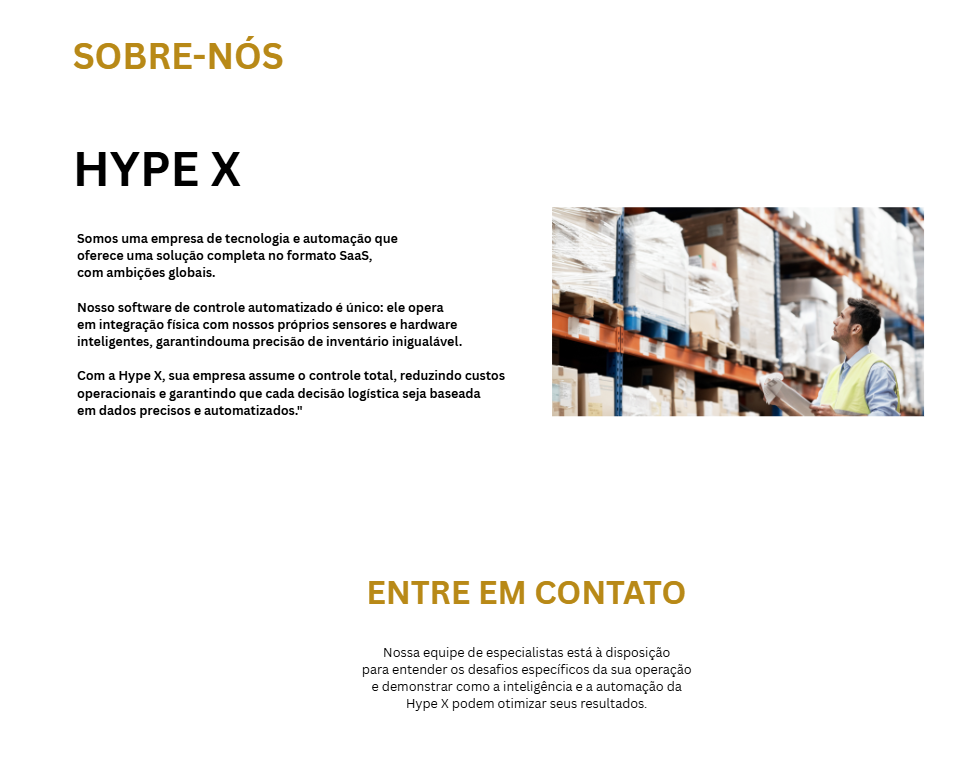 SOBRE-NÓS
HYPE X
Somos uma empresa de tecnologia e automação que
oferece uma solução completa no formato SaaS,
com ambições globais.
Nosso software de controle automatizado é único: ele opera
em integração física com nossos próprios sensores e hardware
inteligentes, garantindouma precisão de inventário inigualável.
Com a Hype X, sua empresa assume o controle total, reduzindo custos
operacionais e garantindo que cada decisão logística seja baseada
em dados precisos e automatizados."
ENTRE EM CONTATO
Nossa equipe de especialistas está à disposição
para entender os desafios específicos da sua operação
e demonstrar como a inteligência e a automação da
Hype X podem otimizar seus resultados.